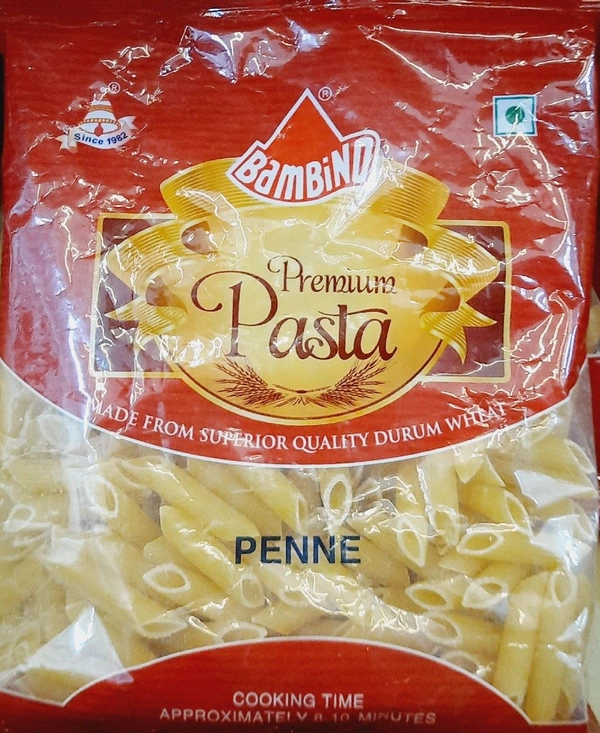 ®
Since 1982
®
BamBiNO
Premium
Pasta
MADE FROM SUPERIOR QUALITY DURUM WHEAT
PENNE
COOKING TIME
APPROXIMATELY 8-10 MINUTES